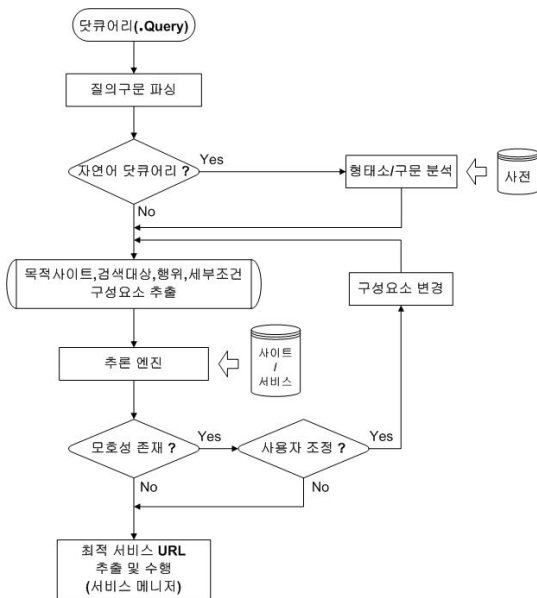 닷큐어리(.Query)
질의구문 파싱
자연어 닷큐어리 ?
Yes
형태소/구문 분석
사전
No
목적사이트,검색대상,행위,세부조건
구성요소 추출
구성요소 변경
추론 엔진
사이트
/
서비스
모호성 존재 ?
Yes
사용자 조정 ?
Yes
No
No
최적 서비스 URL
추출 및 수행
(서비스 메니저)